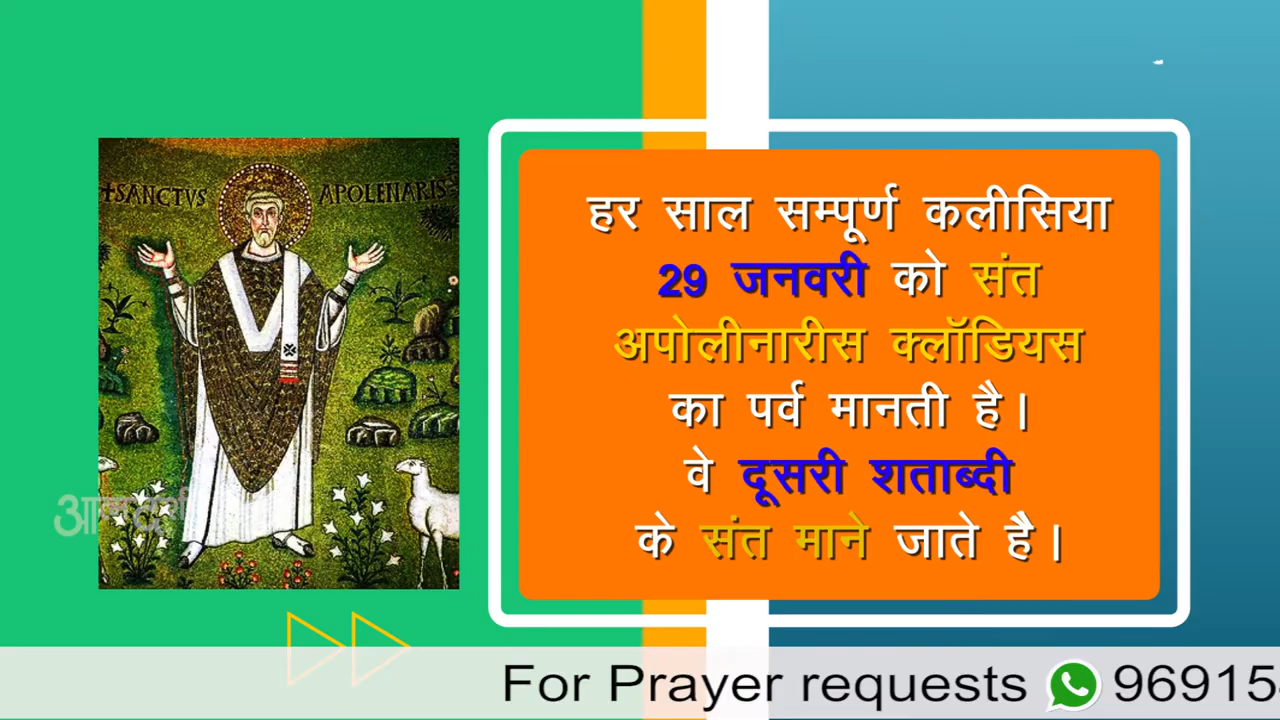 +SANCTVS APOLENARIS
हर साल सम्पूर्ण कलीसिया
29 जनवरी को संत
अपोलीनारीस क्लॉडियस
का पर्व मानती है।
वे दूसरी शताब्दी
के संत माने जाते है।
For Prayer requests 96915